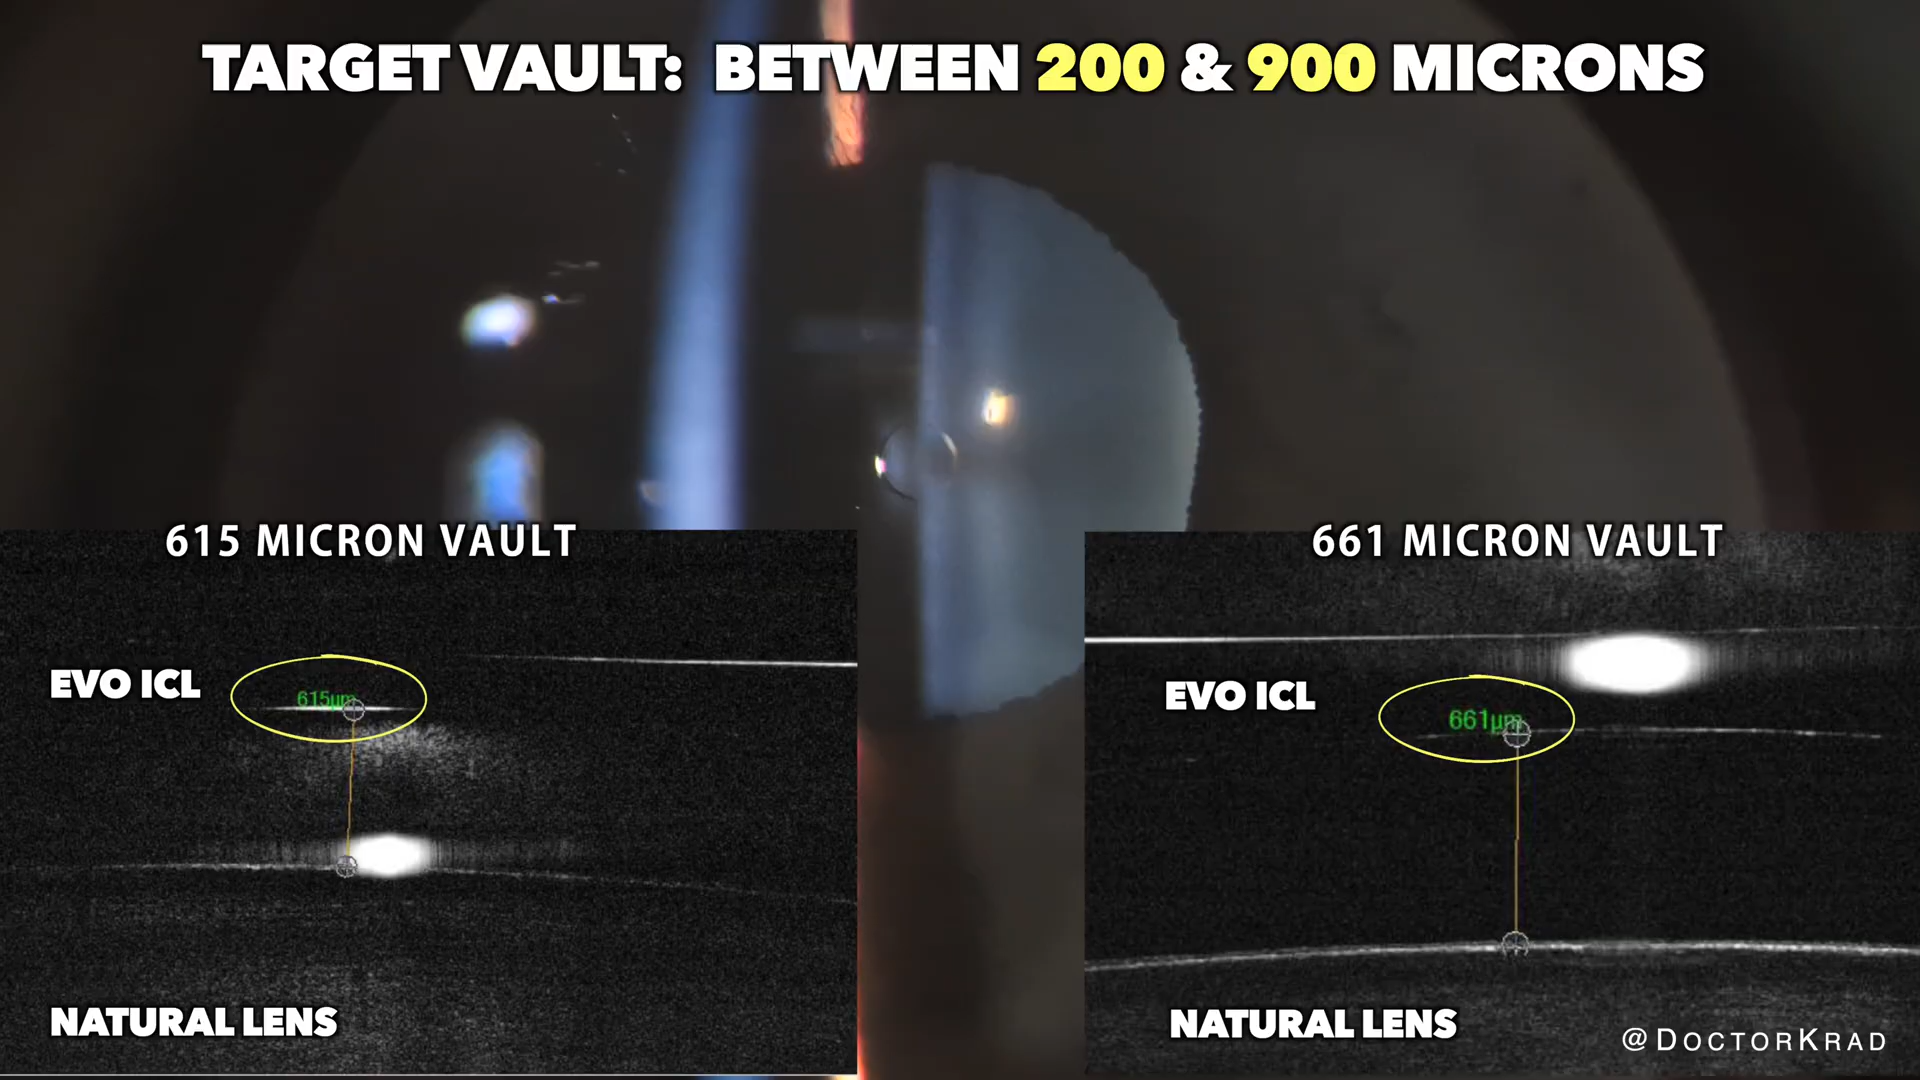 TARGET VAULT: BETWEEN 200 & 900 MICRONS
615 MICRON VAULT
EVO ICL
615µm
NATURAL LENS
661 MICRON VAULT
EVO ICL
661µm
NATURAL LENS
@DOCTORKRAD